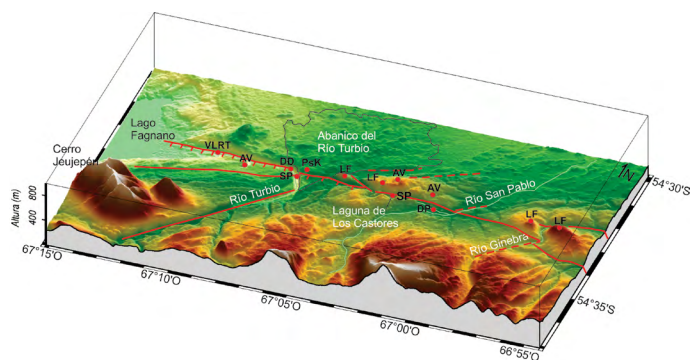 Lago
Fagnano
Cerro
Jeujepén
Altura (m)
800
400
VLRT
AV
DD
SP
PsK
Abanico del
Río Turbio
LF
LF
AV
AV
SP
DP
Río Turbio
Laguna de
Los Castores
Río San Pablo
LF
LF
Río Ginebra
N
54°30'S
54°35'S
67°15'O
67°10'O
67°05'O
67°00'O
66°55'O